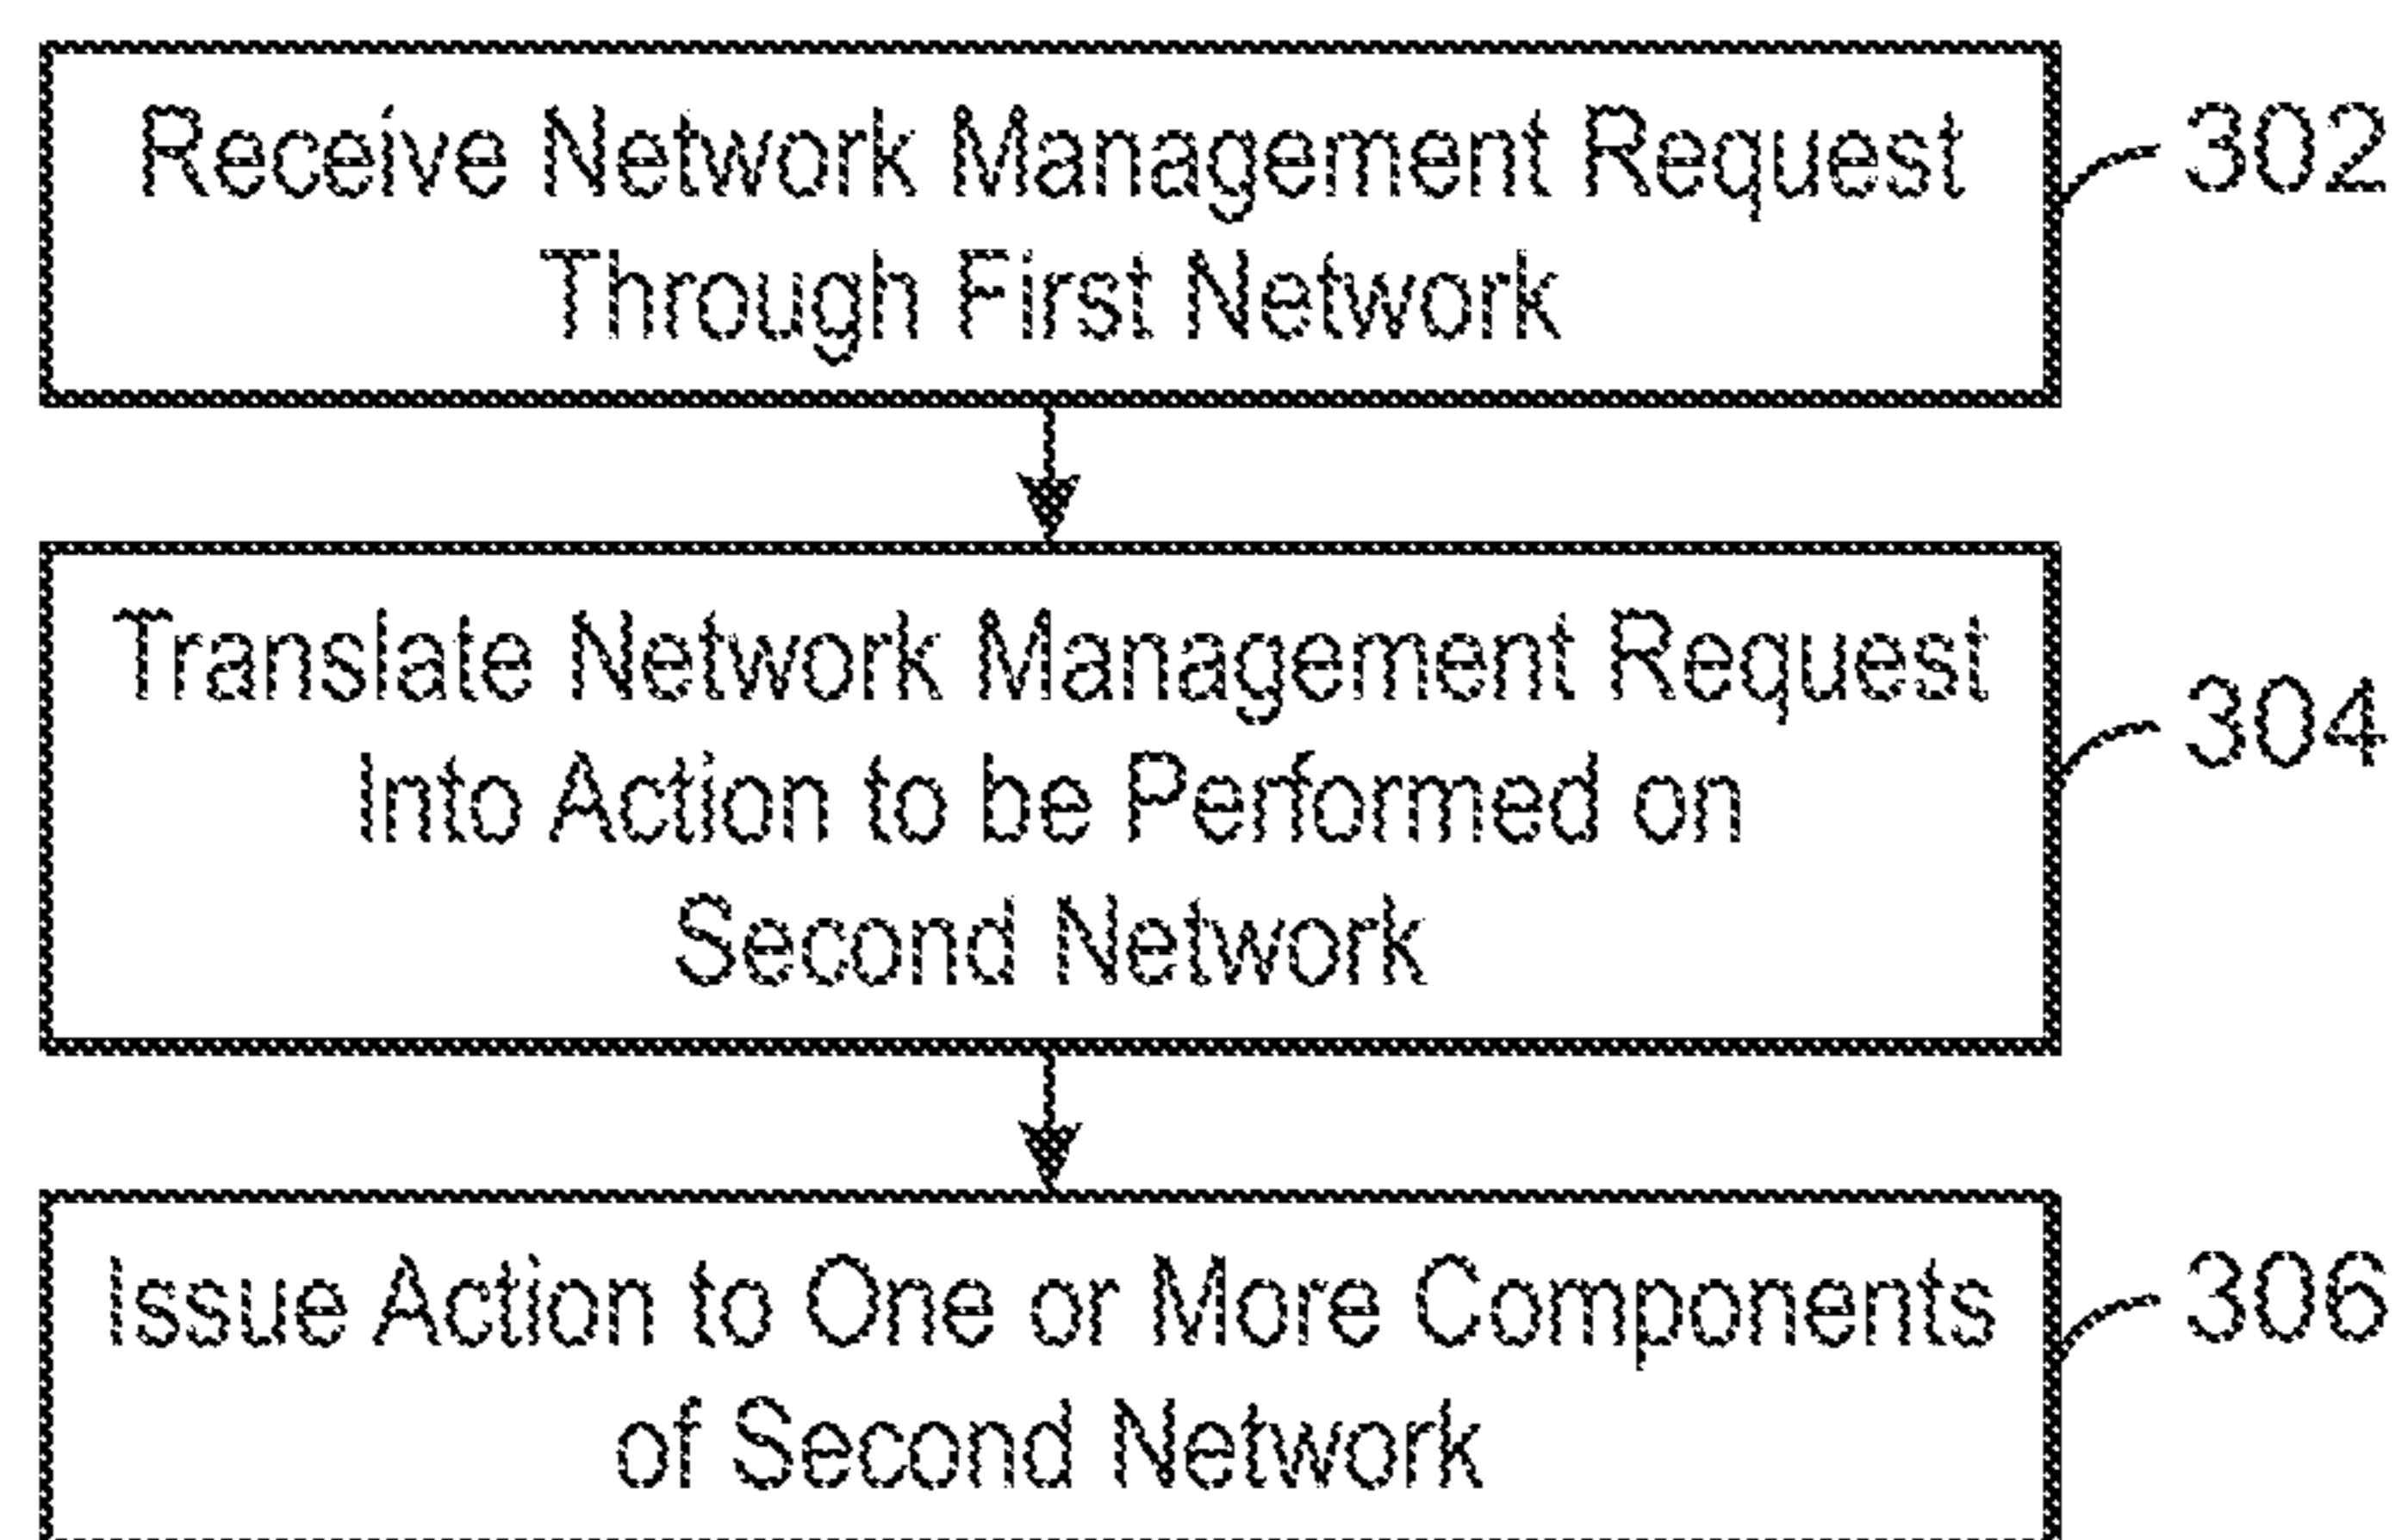 Receive Network Management Request
Through First Network
302
Translate Network Management Request
Into Action to be Performed on
Second Network
304
Issue Action to One or More Components
of Second Network
306